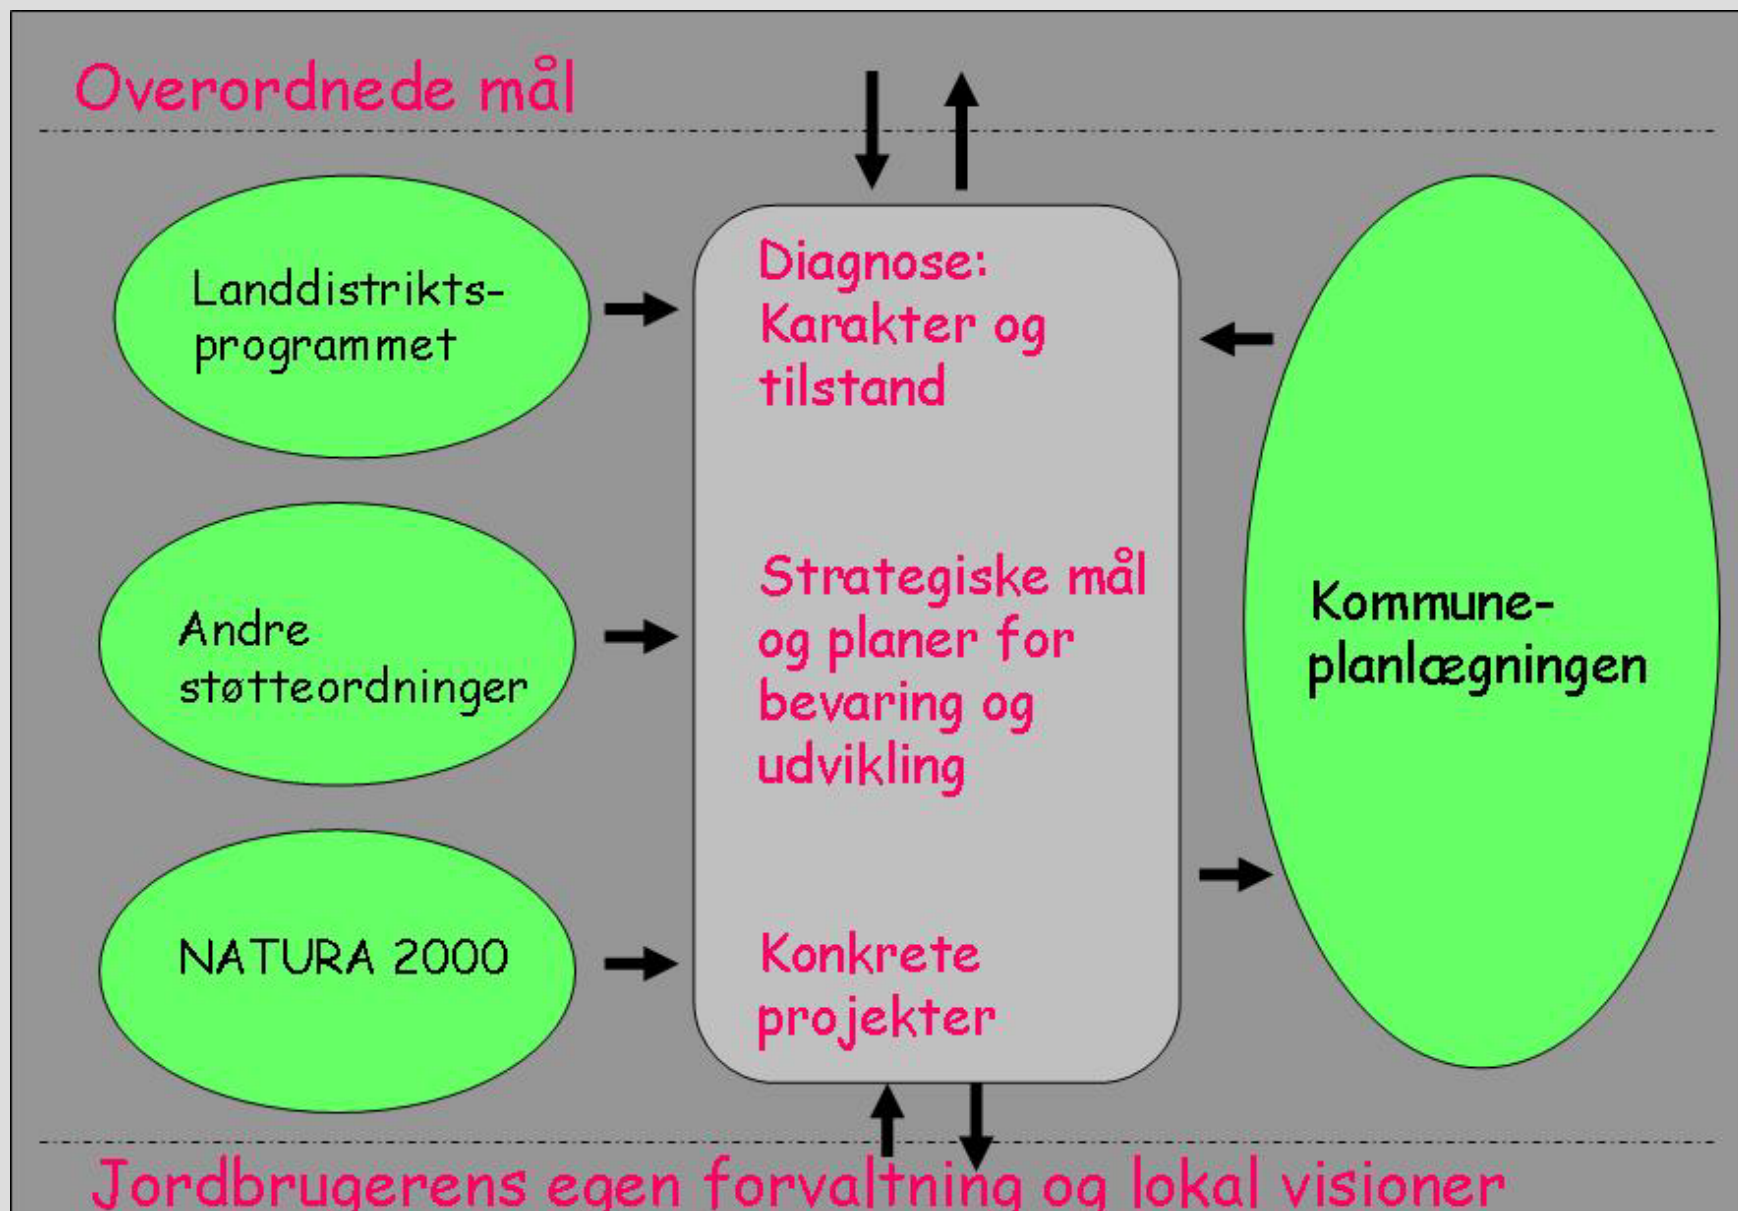 Overordnede mål
Landdistrikts-
programmet
Andre
støtteordninger
NATURA 2000
Diagnose:
Karakter og
tilstand
Strategiske mål
og planer for
bevaring og
udvikling
Konkrete
projekter
Kommune-
planlægningen
Jordbrugerens egen forvaltning og lokal visioner